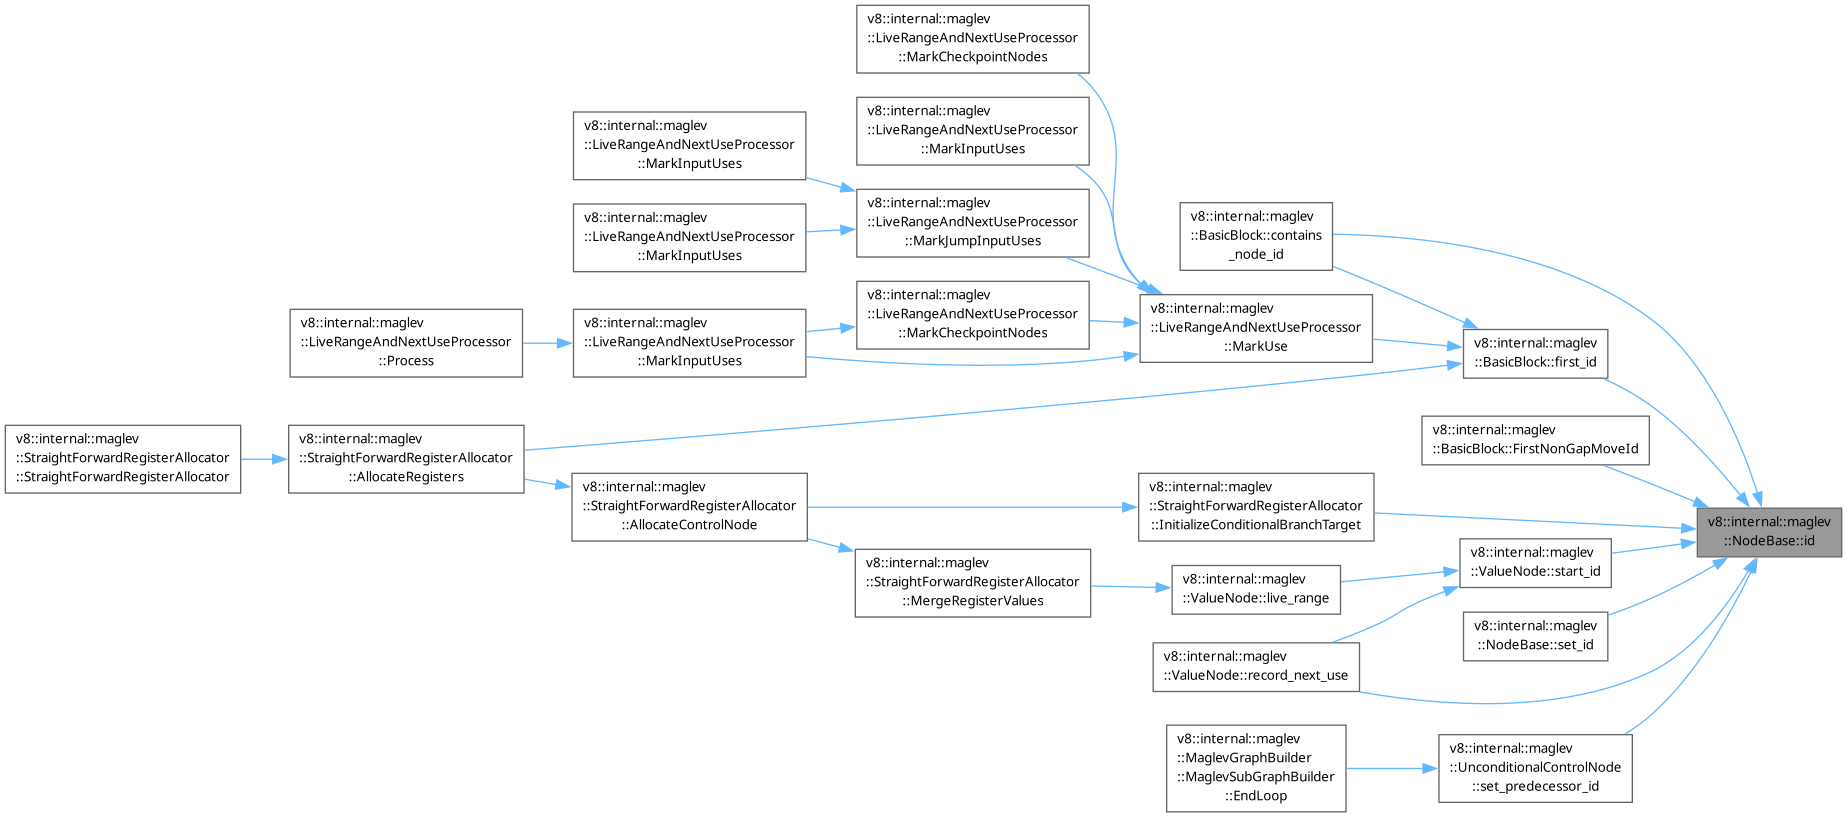 v8::internal::maglev
::LiveRangeAndNextUseProcessor
::MarkCheckpointNodes
v8::internal::maglev
::LiveRangeAndNextUseProcessor
::MarkInputUses
v8::internal::maglev
::LiveRangeAndNextUseProcessor
::MarkInputUses
v8::internal::maglev
::LiveRangeAndNextUseProcessor
::MarkJumpInputUses
v8::internal::maglev
::LiveRangeAndNextUseProcessor
::MarkInputUses
v8::internal::maglev
::BasicBlock::contains
_node_id
v8::internal::maglev
::LiveRangeAndNextUseProcessor
::MarkCheckpointNodes
v8::internal::maglev
::LiveRangeAndNextUseProcessor
::MarkUse
v8::internal::maglev
::LiveRangeAndNextUseProcessor
::Process
v8::internal::maglev
::LiveRangeAndNextUseProcessor
::MarkInputUses
v8::internal::maglev
::BasicBlock::first_id
v8::internal::maglev
::BasicBlock::FirstNonGapMoveId
v8::internal::maglev
::StraightForwardRegisterAllocator
::StraightForwardRegisterAllocator
v8::internal::maglev
::StraightForwardRegisterAllocator
::AllocateRegisters
v8::internal::maglev
::StraightForwardRegisterAllocator
::AllocateControlNode
v8::internal::maglev
::StraightForwardRegisterAllocator
::InitializeConditionalBranchTarget
v8::internal::maglev
::NodeBase::id
v8::internal::maglev
::ValueNode::start_id
v8::internal::maglev
::StraightForwardRegisterAllocator
::MergeRegisterValues
v8::internal::maglev
::ValueNode::live_range
v8::internal::maglev
::NodeBase::set_id
v8::internal::maglev
::ValueNode::record_next_use
v8::internal::maglev
::MaglevGraphBuilder
::MaglevSubGraphBuilder
::EndLoop
v8::internal::maglev
::UnconditionalControlNode
::set_predecessor_id